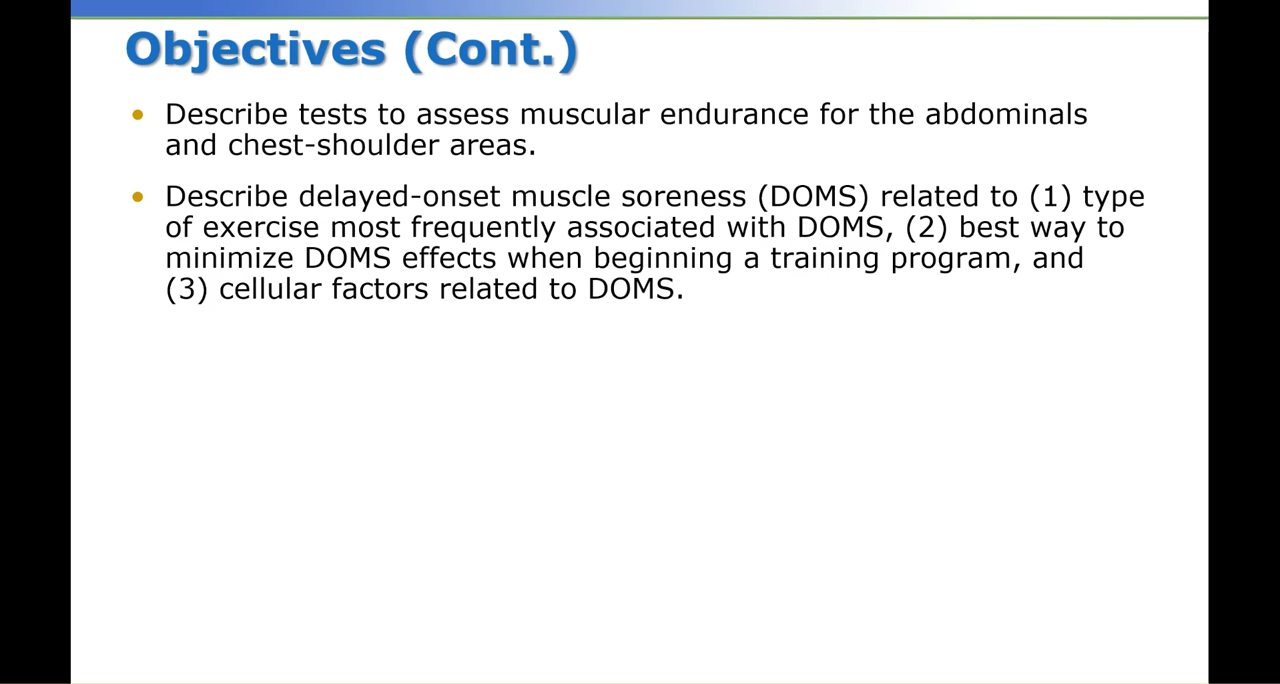 Objectives (Cont.)
• Describe tests to assess muscular endurance for the abdominals
and chest-shoulder areas.
• Describe delayed-onset muscle soreness (DOMS) related to (1) type
of exercise most frequently associated with DOMS, (2) best way to
minimize DOMS effects when beginning a training program, and
(3) cellular factors related to DOMS.